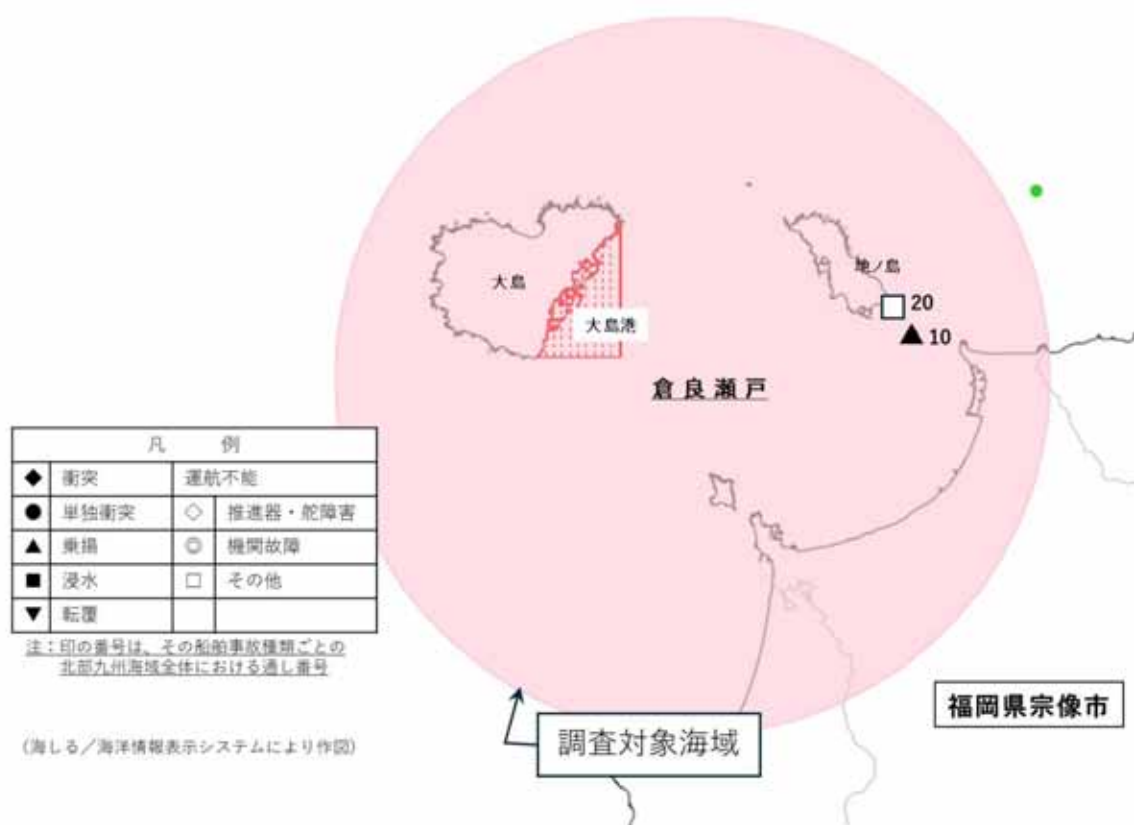 大島
地ノ島
20
大島港
10
倉良瀬戸
凡　例
◆ 衝突 運航不能
● 単独衝突 ◇ 推進器・舵障害
▲ 乗揚 ◎ 機関故障
■ 浸水 □ その他
▼ 転覆
注：印の番号は、その船舶事故種類ごとの
北部九州海域全体における通し番号
福岡県宗像市
調査対象海域
(海しる／海洋情報表示システムにより作図)